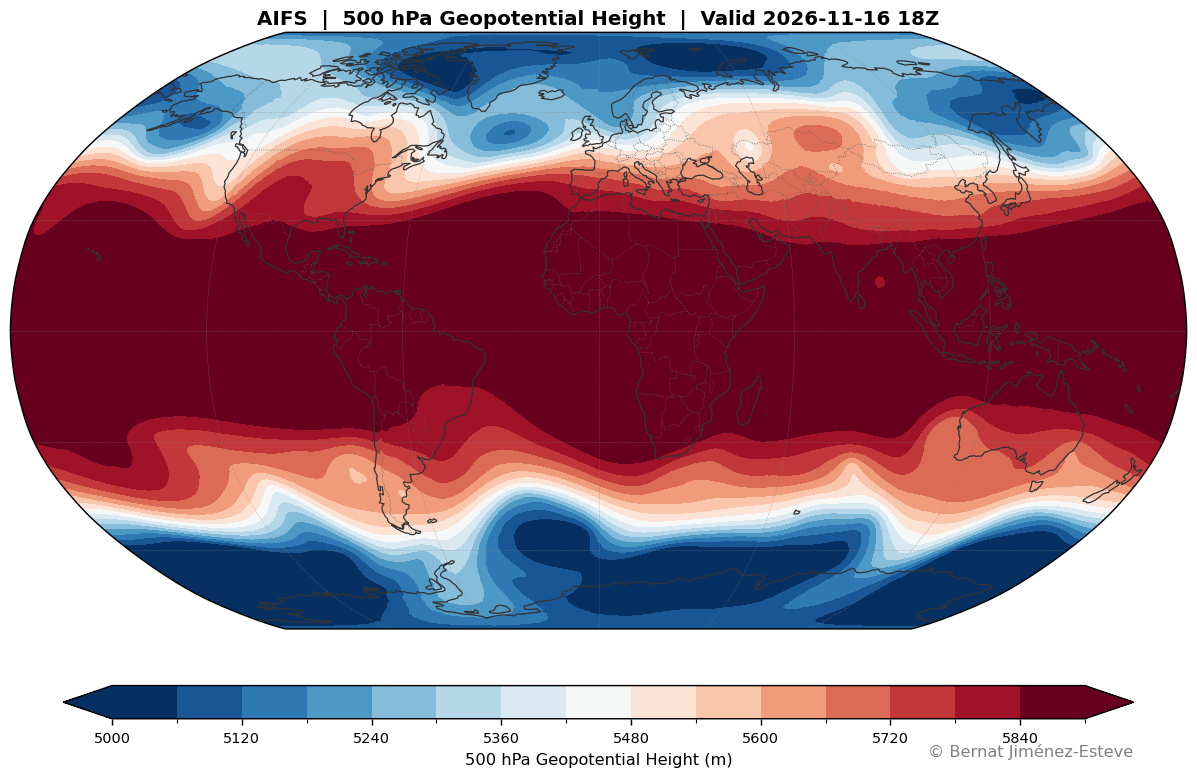 AIFS  |  500 hPa Geopotential Height  |  Valid 2026-11-16 18Z
5000 5120 5240 5360 5480 5600 5720 5840
500 hPa Geopotential Height (m)
© Bernat Jiménez-Esteve